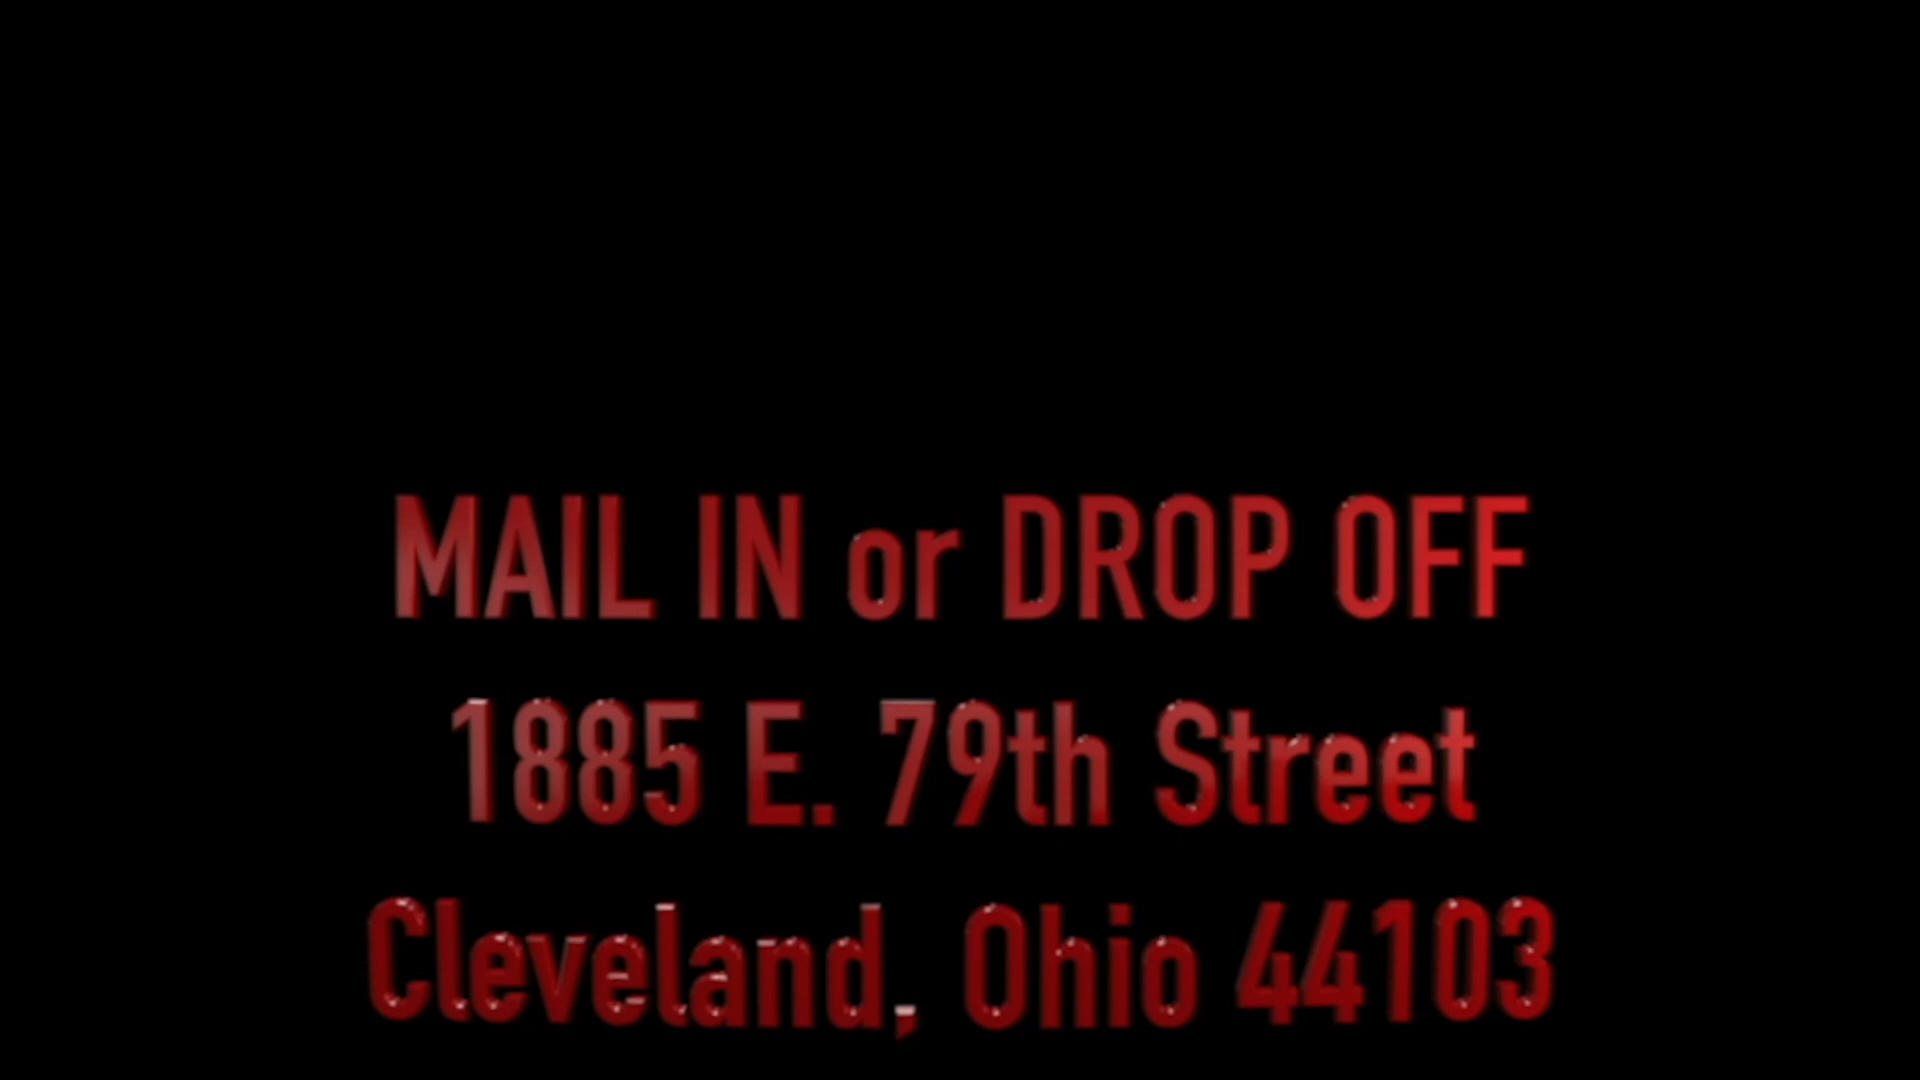 MAIL IN or DROP OFF
1885 E. 79th Street
Cleveland, Ohio 44103